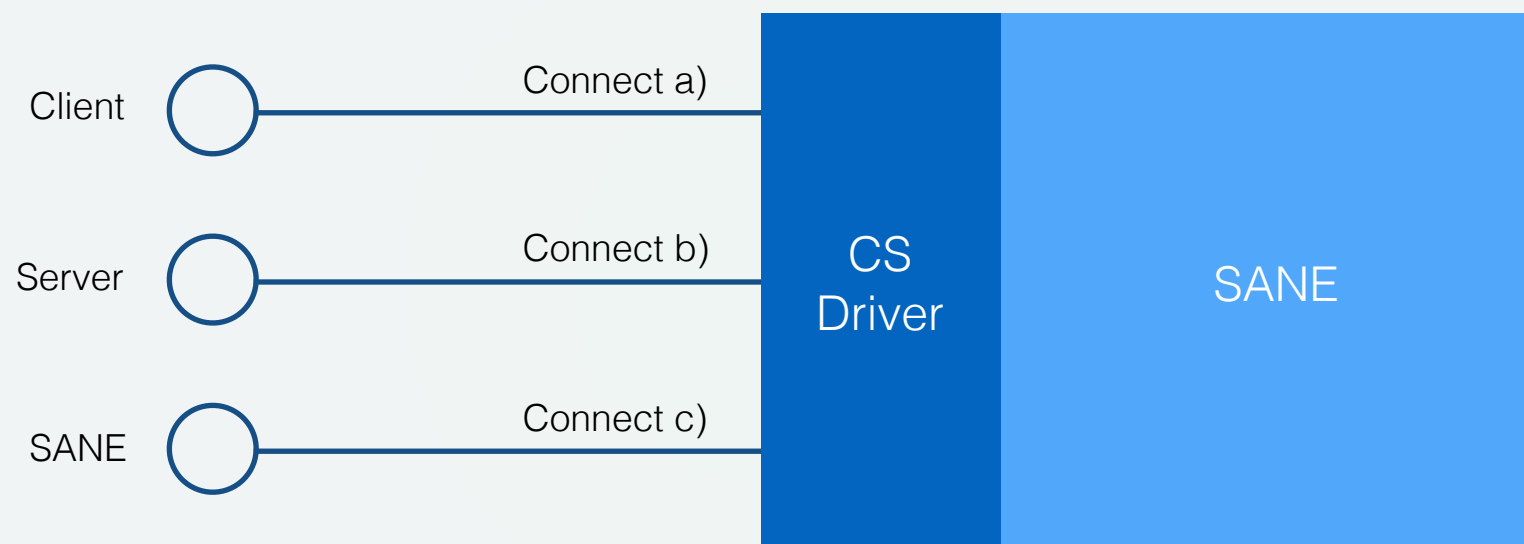 Client
Connect a)
Server
Connect b)
SANE
Connect c)
CS
Driver
SANE